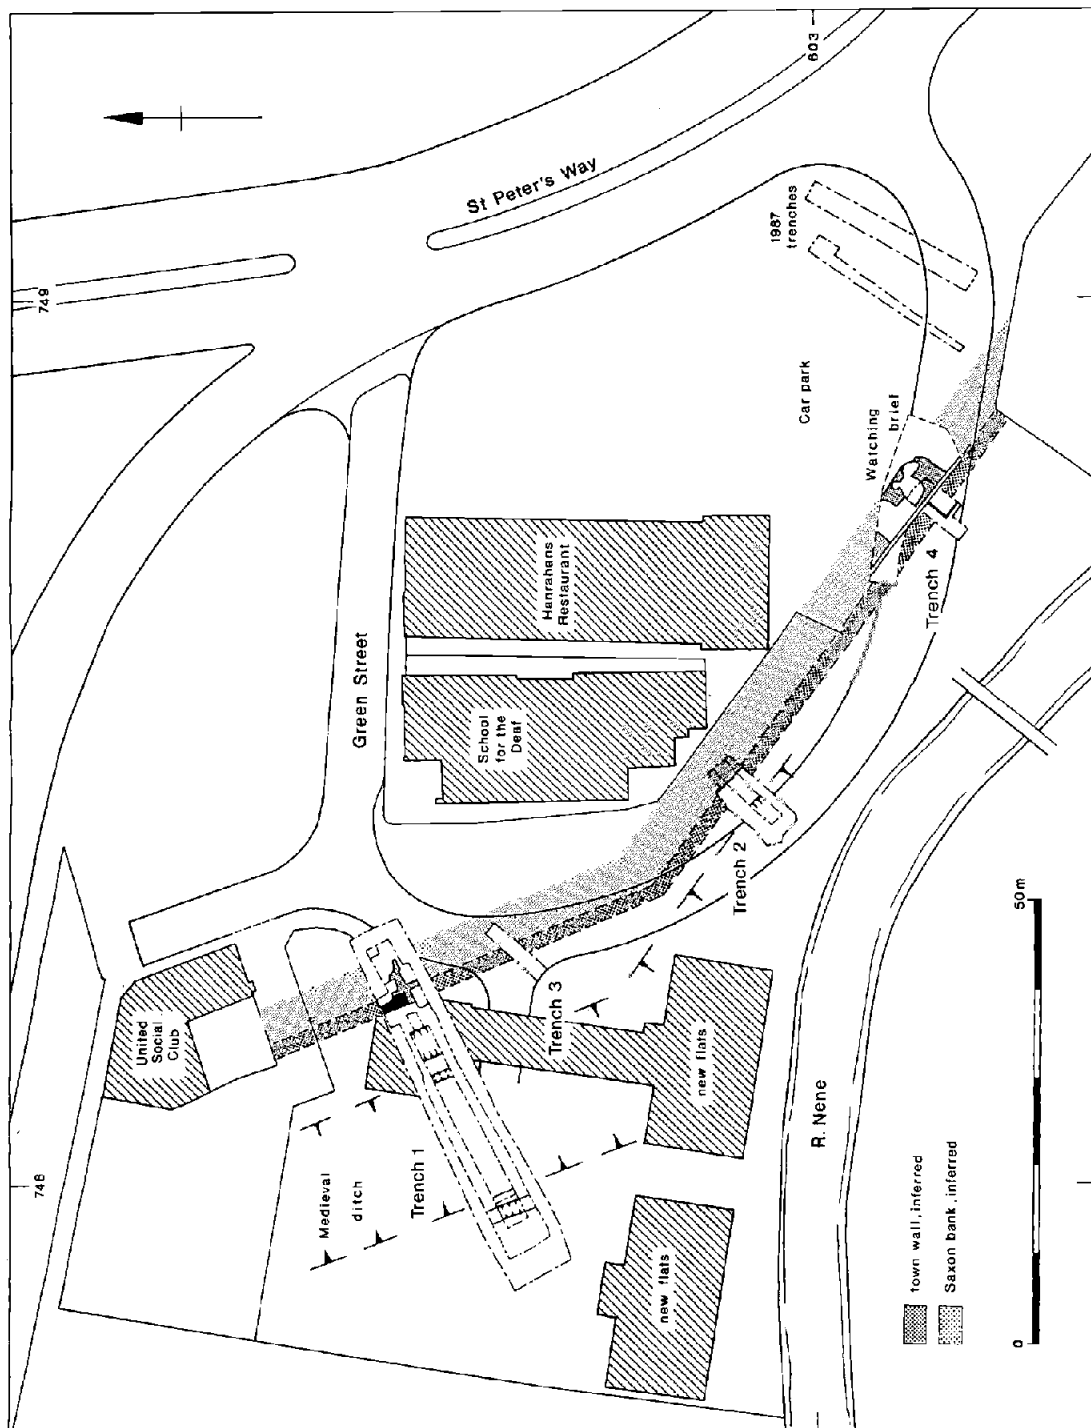 748
749
603
St Peter's Way
1987
trenches
Car park
Watching
brief
Green Street
Hanrahans
Restaurant
School
for the
Deaf
United
Social
Club
Medieval
ditch
Trench 1
Trench 2
Trench 3
Trench 4
new flats
new flats
R. Nene
town wall, inferred
Saxon bank, inferred
0
50m